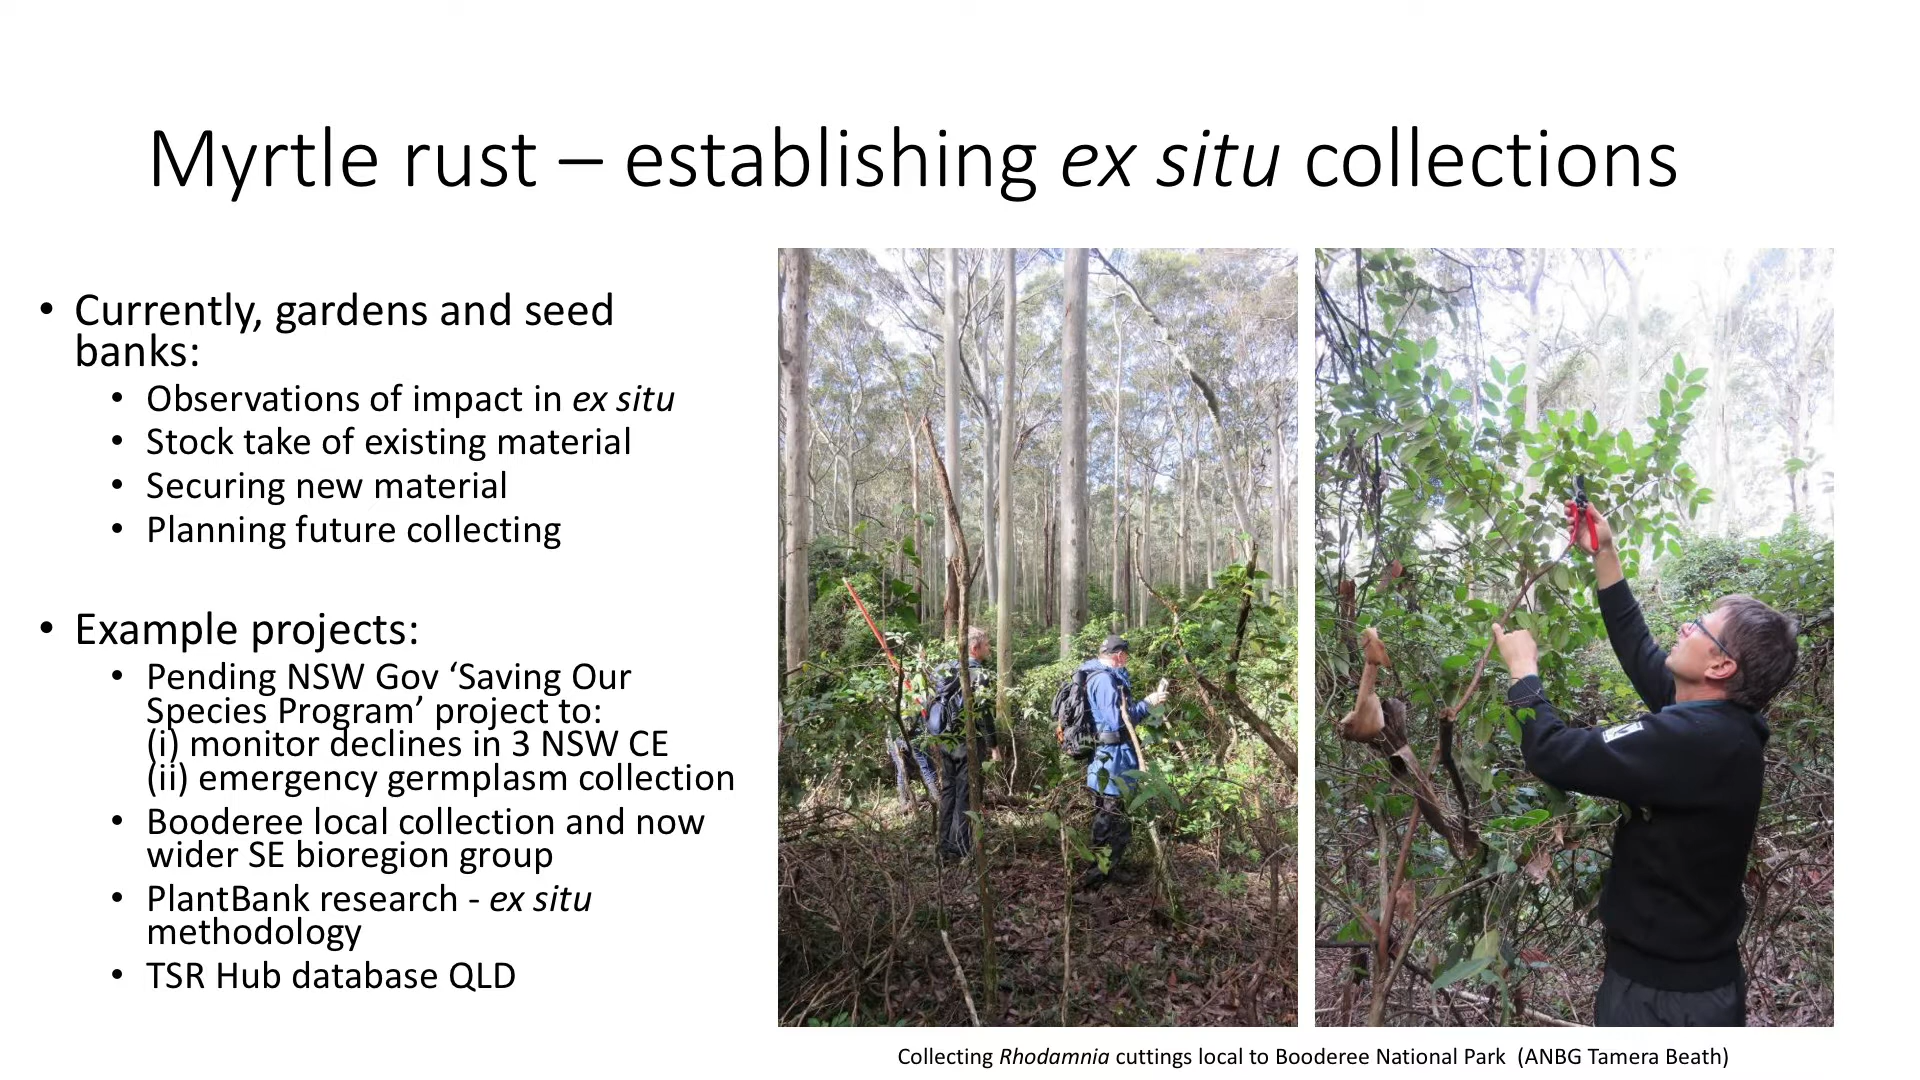 Myrtle rust – establishing ex situ collections
• Currently, gardens and seed
banks:
• Observations of impact in ex situ
• Stock take of existing material
• Securing new material
• Planning future collecting
• Example projects:
• Pending NSW Gov ‘Saving Our
Species Program’ project to:
(i) monitor declines in 3 NSW CE
(ii) emergency germplasm collection
• Booderee local collection and now
wider SE bioregion group
• PlantBank research - ex situ
methodology
• TSR Hub database QLD
Collecting Rhodamnia cuttings local to Booderee National Park  (ANBG Tamera Beath)